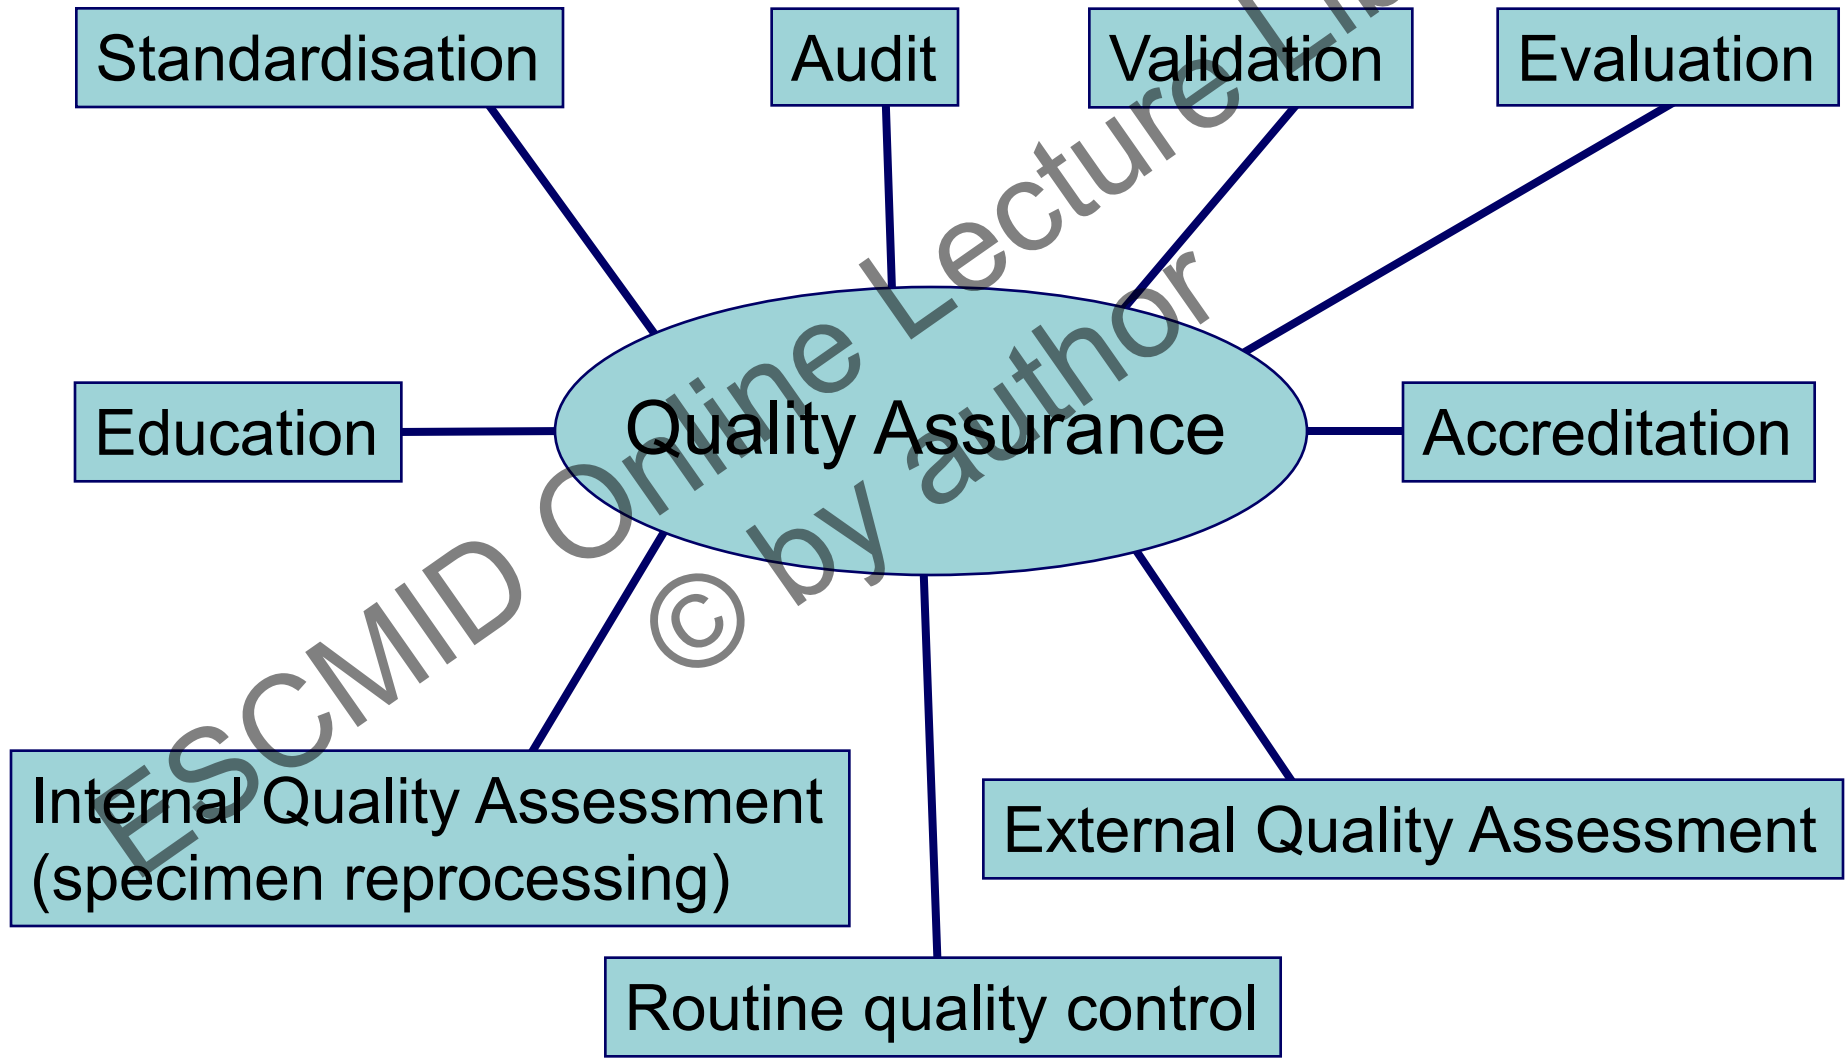 Standardisation
Audit
Validation
Evaluation
Education
Quality Assurance
Accreditation
Internal Quality Assessment
(specimen reprocessing)
External Quality Assessment
Routine quality control
ESCMID Online Lecture
© by author